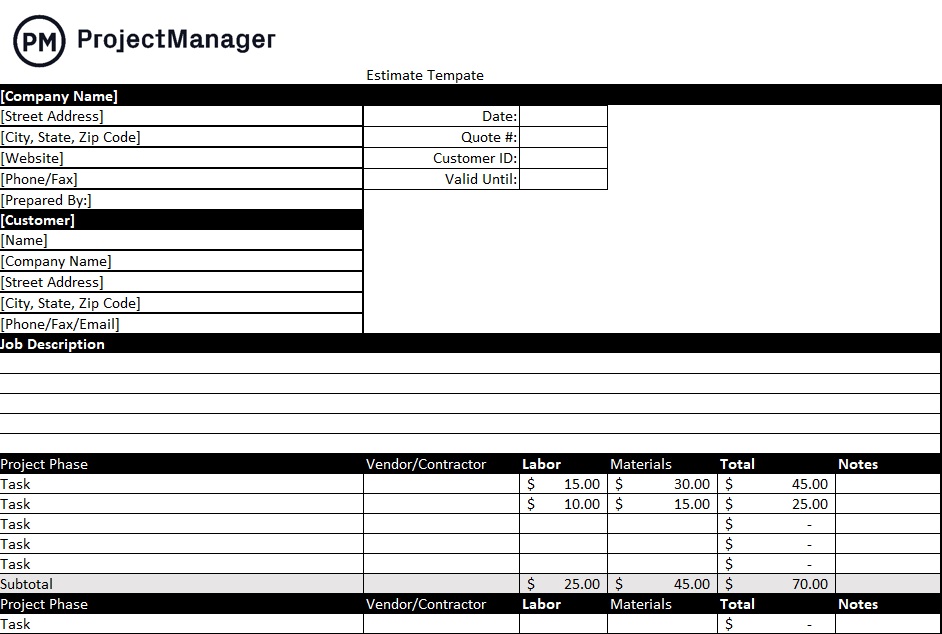 PM ProjectManager
Estimate Tempate
[Company Name]
[Street Address] Date:
[City, State, Zip Code] Quote #:
[Website] Customer ID:
[Phone/Fax] Valid Until:
[Prepared By:]
[Customer]
[Name]
[Company Name]
[Street Address]
[City, State, Zip Code]
[Phone/Fax/Email]
Job Description
Project Phase Vendor/Contractor Labor Materials Total Notes
Task $ 15.00 $ 30.00 $ 45.00
Task $ 10.00 $ 15.00 $ 25.00
Task $ -
Task $ -
Task $ -
Subtotal $ 25.00 $ 45.00 $ 70.00
Project Phase Vendor/Contractor Labor Materials Total Notes
Task $ -